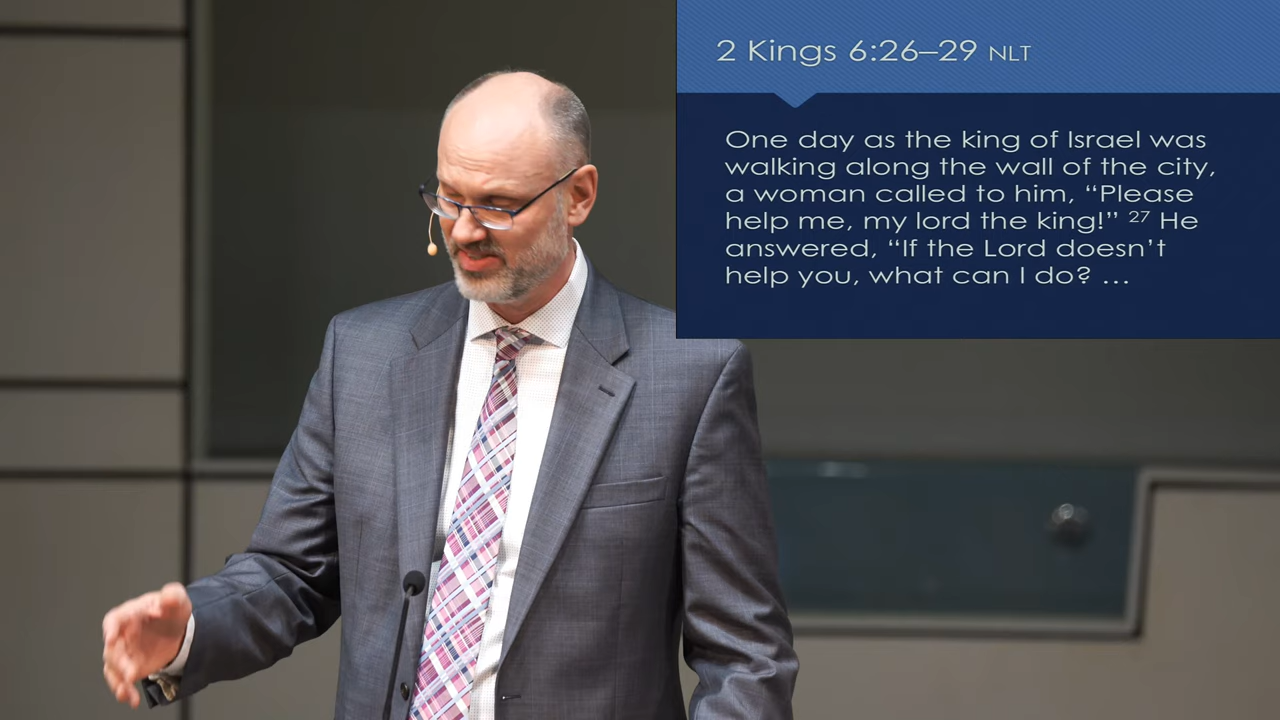 2 Kings 6:26–29 NLT
One day as the king of Israel was
walking along the wall of the city,
a woman called to him, “Please
help me, my lord the king!” ²⁷ He
answered, “If the Lord doesn’t
help you, what can I do? …